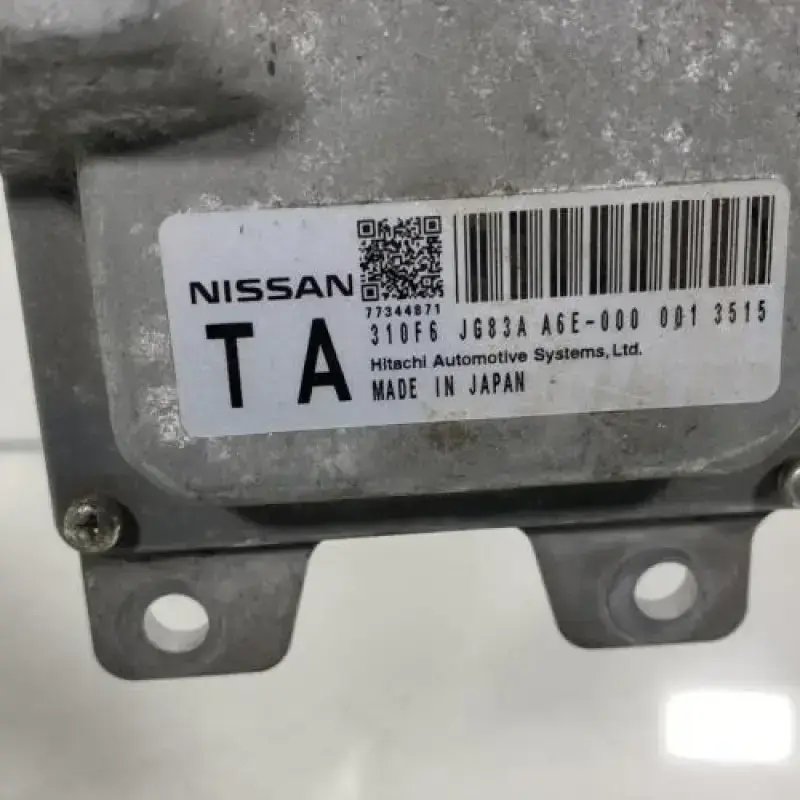 NISSAN
77344871
TA
310F6 JG83A A6E-000 001 3515
Hitachi Automotive Systems, Ltd.
MADE IN JAPAN